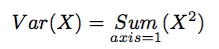 Var(X) = Sum(X²)
axis=1